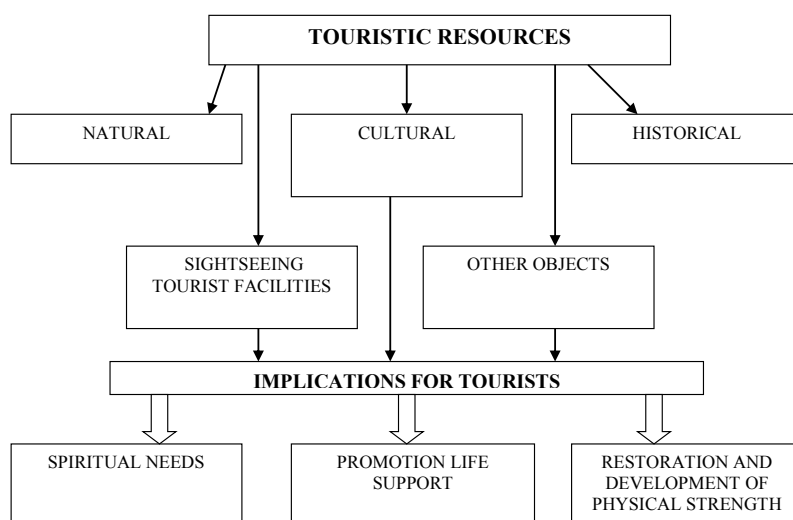 TOURISTIC RESOURCES
NATURAL
CULTURAL
HISTORICAL
SIGHTSEEING
TOURIST FACILITIES
OTHER OBJECTS
IMPLICATIONS FOR TOURISTS
SPIRITUAL NEEDS
PROMOTION LIFE
SUPPORT
RESTORATION AND
DEVELOPMENT OF
PHYSICAL STRENGTH